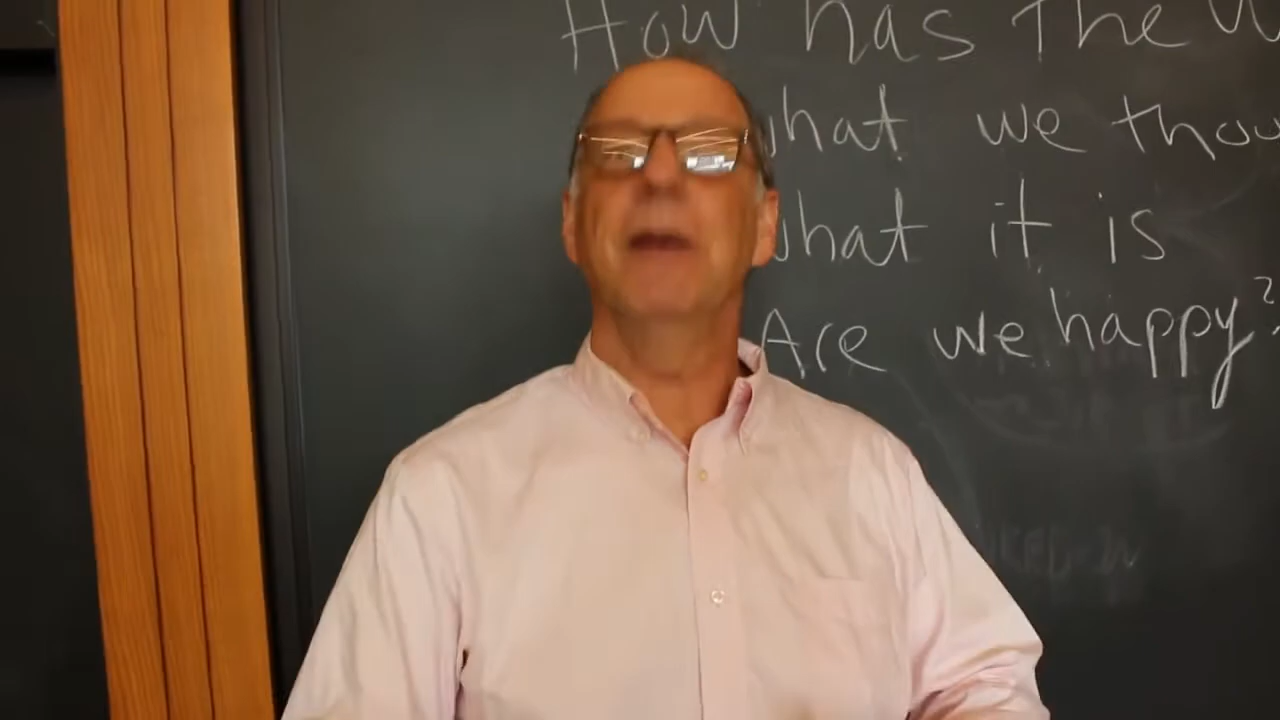 How has the
what we thou
what it is
Are we happy?